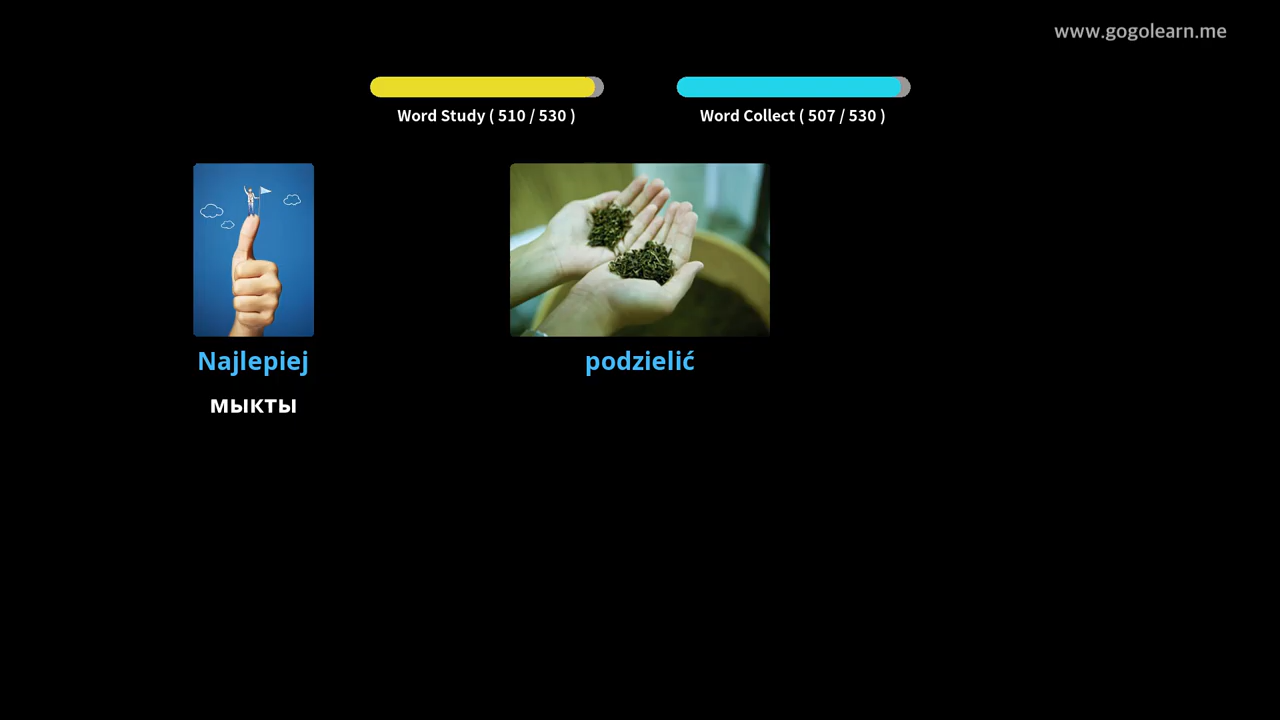 www.gogolearn.me
Word Study ( 510 / 530 )
Word Collect ( 507 / 530 )
Najlepiej
podzielić
мыкты